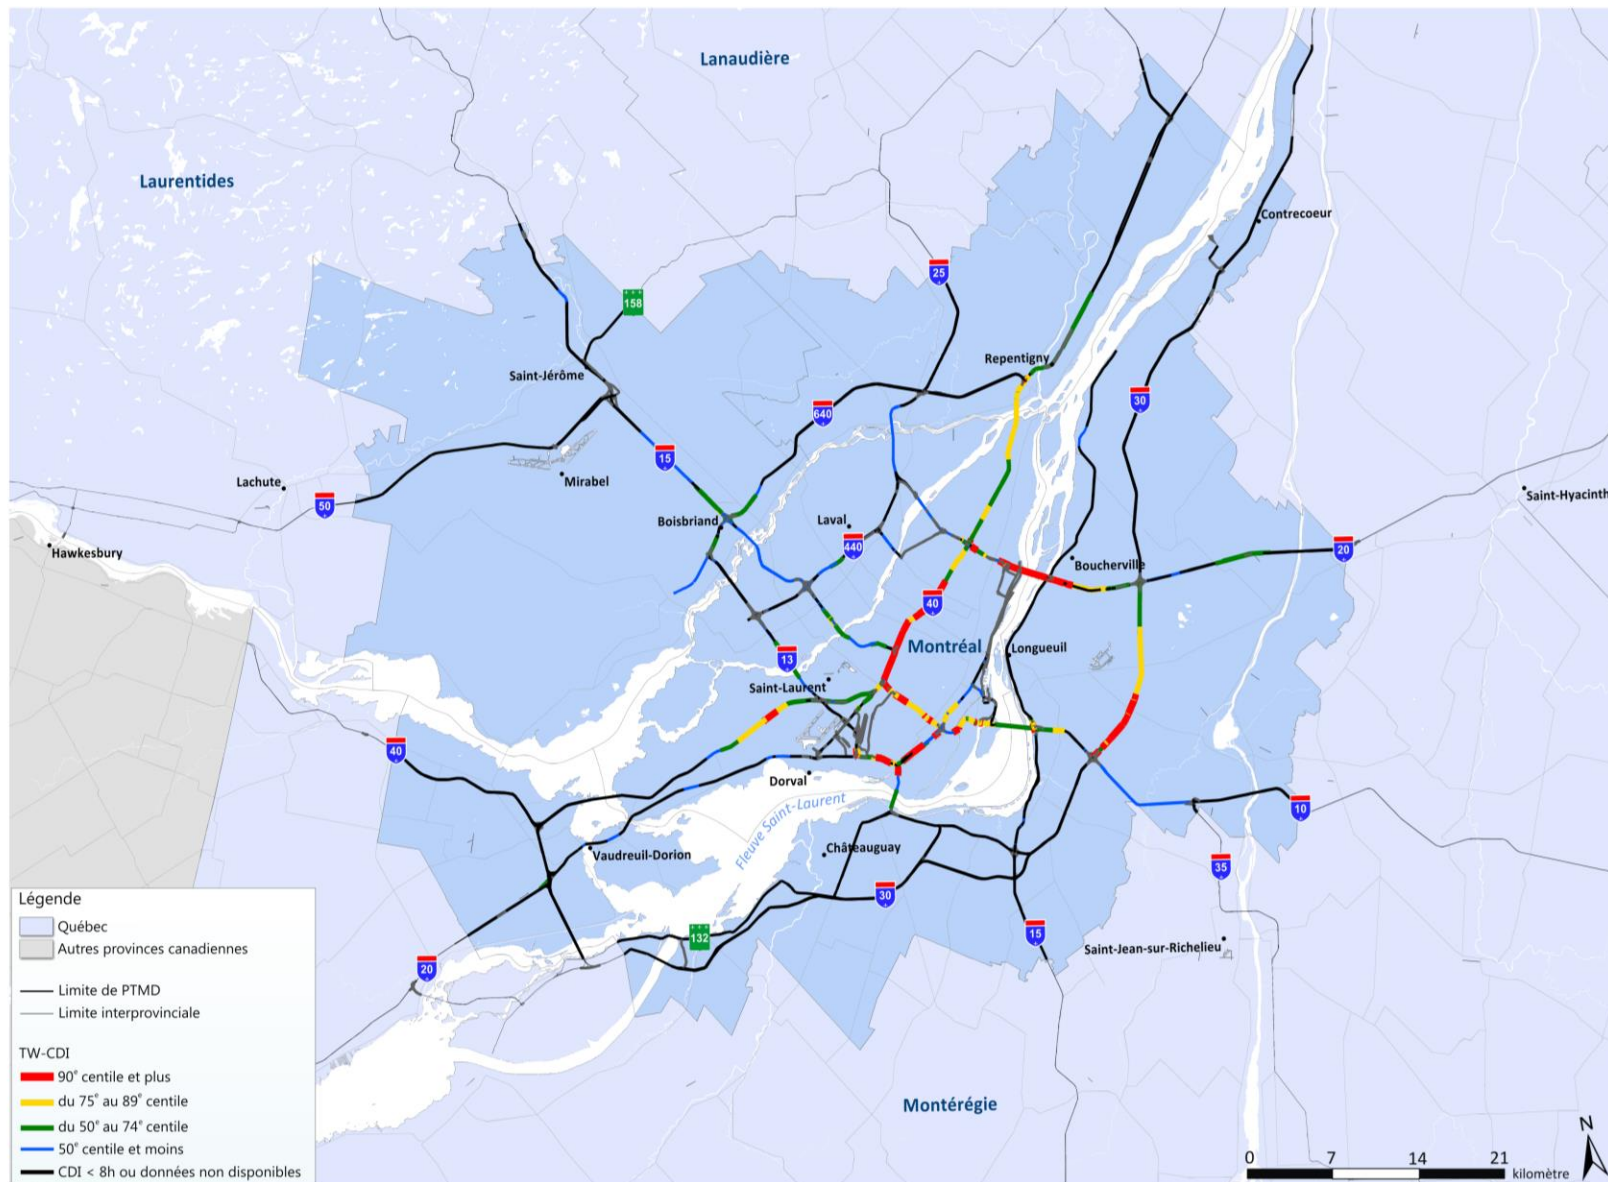 Lanaudière
Laurentides
Contrecoeur
25
158
Repentigny
Saint-Jérôme
30
640
15
Lachute
Mirabel
Saint-Hyacinth
50
Boisbriand
Laval
440
20
Hawkesbury
Boucherville
40
Montréal
Longueuil
13
Saint-Laurent
40
Dorval
Fleuve Saint-Laurent
10
Vaudreuil-Dorion
Châteauguay
35
30
132
15
Saint-Jean-sur-Richelieu
20
Montérégie
Légende
Québec
Autres provinces canadiennes
Limite de PTMD
Limite interprovinciale
TW-CDI
90e centile et plus
du 75e au 89e centile
du 50e au 74e centile
50e centile et moins
CDI < 8h ou données non disponibles
N
0 7 14 21
kilomètre